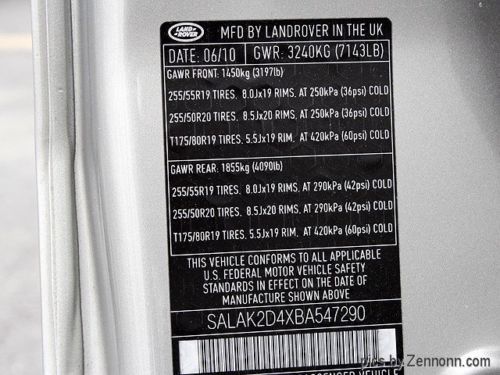 LAND ROVER
MFD BY LANDROVER IN THE UK
DATE: 06/10 GWR: 3240KG (7143LB)
GAWR FRONT: 1450kg (3197lb)
255/55R19 TIRES. 8.0Jx19 RIMS. AT 250kPa (36psi) COLD
255/50R20 TIRES. 8.5Jx20 RIMS. AT 250kPa (36psi) COLD
T175/80R19 TIRES. 5.5Jx19 RIM. AT 420kPa (60psi) COLD
GAWR REAR: 1855kg (4090lb)
255/55R19 TIRES. 8.0Jx19 RIMS. AT 290kPa (42psi) COLD
255/50R20 TIRES. 8.5Jx20 RIMS. AT 290kPa (42psi) COLD
T175/80R19 TIRES. 5.5Jx19 RIM. AT 420kPa (60psi) COLD
THIS VEHICLE CONFORMS TO ALL APPLICABLE
U.S. FEDERAL MOTOR VEHICLE SAFETY
STANDARDS IN EFFECT ON THE DATE OF
MANUFACTURE SHOWN ABOVE
SALAK2D4XBA547290
pics by Zennonn.com